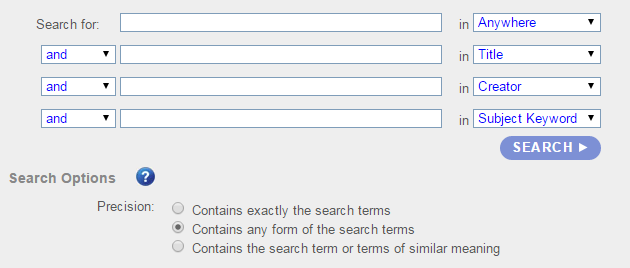 Search for: in Anywhere
and in Title
and in Creator
and in Subject Keyword
SEARCH
Search Options ?
Precision: Contains exactly the search terms
Contains any form of the search terms
Contains the search term or terms of similar meaning